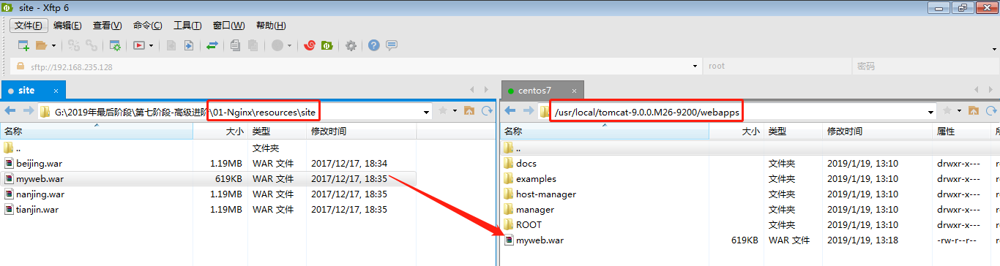 site - Xftp 6
文件(F) 编辑(E) 查看(V) 命令(C) 工具(T) 窗口(W) 帮助(H)
sftp://192.168.235.128 root 密码
site × centos7 ×
G:\2019年最后阶段\第七阶段-高级进阶\01-Nginx\resources\site /usr/local/tomcat-9.0.0.M26-9200/webapps
名称 大小 类型 修改时间 名称 大小 类型 修改时间 属性
.. 文件夹 ..
beijing.war 1.19MB WAR 文件 2017/12/17, 18:34 docs 文件夹 2019/1/19, 13:10 drwxr-x---
myweb.war 619KB WAR 文件 2017/12/17, 18:35 examples 文件夹 2019/1/19, 13:10 drwxr-x---
nanjing.war 1.19MB WAR 文件 2017/12/17, 18:35 host-manager 文件夹 2019/1/19, 13:10 drwxr-x---
tianjin.war 1.19MB WAR 文件 2017/12/17, 18:35 manager 文件夹 2019/1/19, 13:10 drwxr-x---
ROOT 文件夹 2019/1/19, 13:10 drwxr-x---
myweb.war 619KB WAR 文件 2019/1/19, 13:18 -rw-r--r--